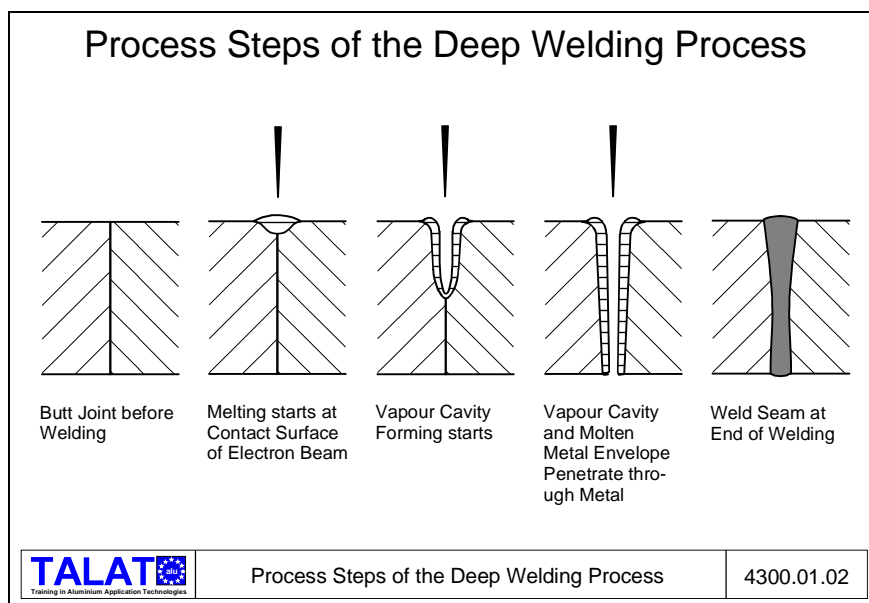 Process Steps of the Deep Welding Process
Butt Joint before
Welding
Melting starts at
Contact Surface
of Electron Beam
Vapour Cavity
Forming starts
Vapour Cavity
and Molten
Metal Envelope
Penetrate thro-
ugh Metal
Weld Seam at
End of Welding
TALAT
alu
Training in Aluminium Application Technologies
Process Steps of the Deep Welding Process
4300.01.02